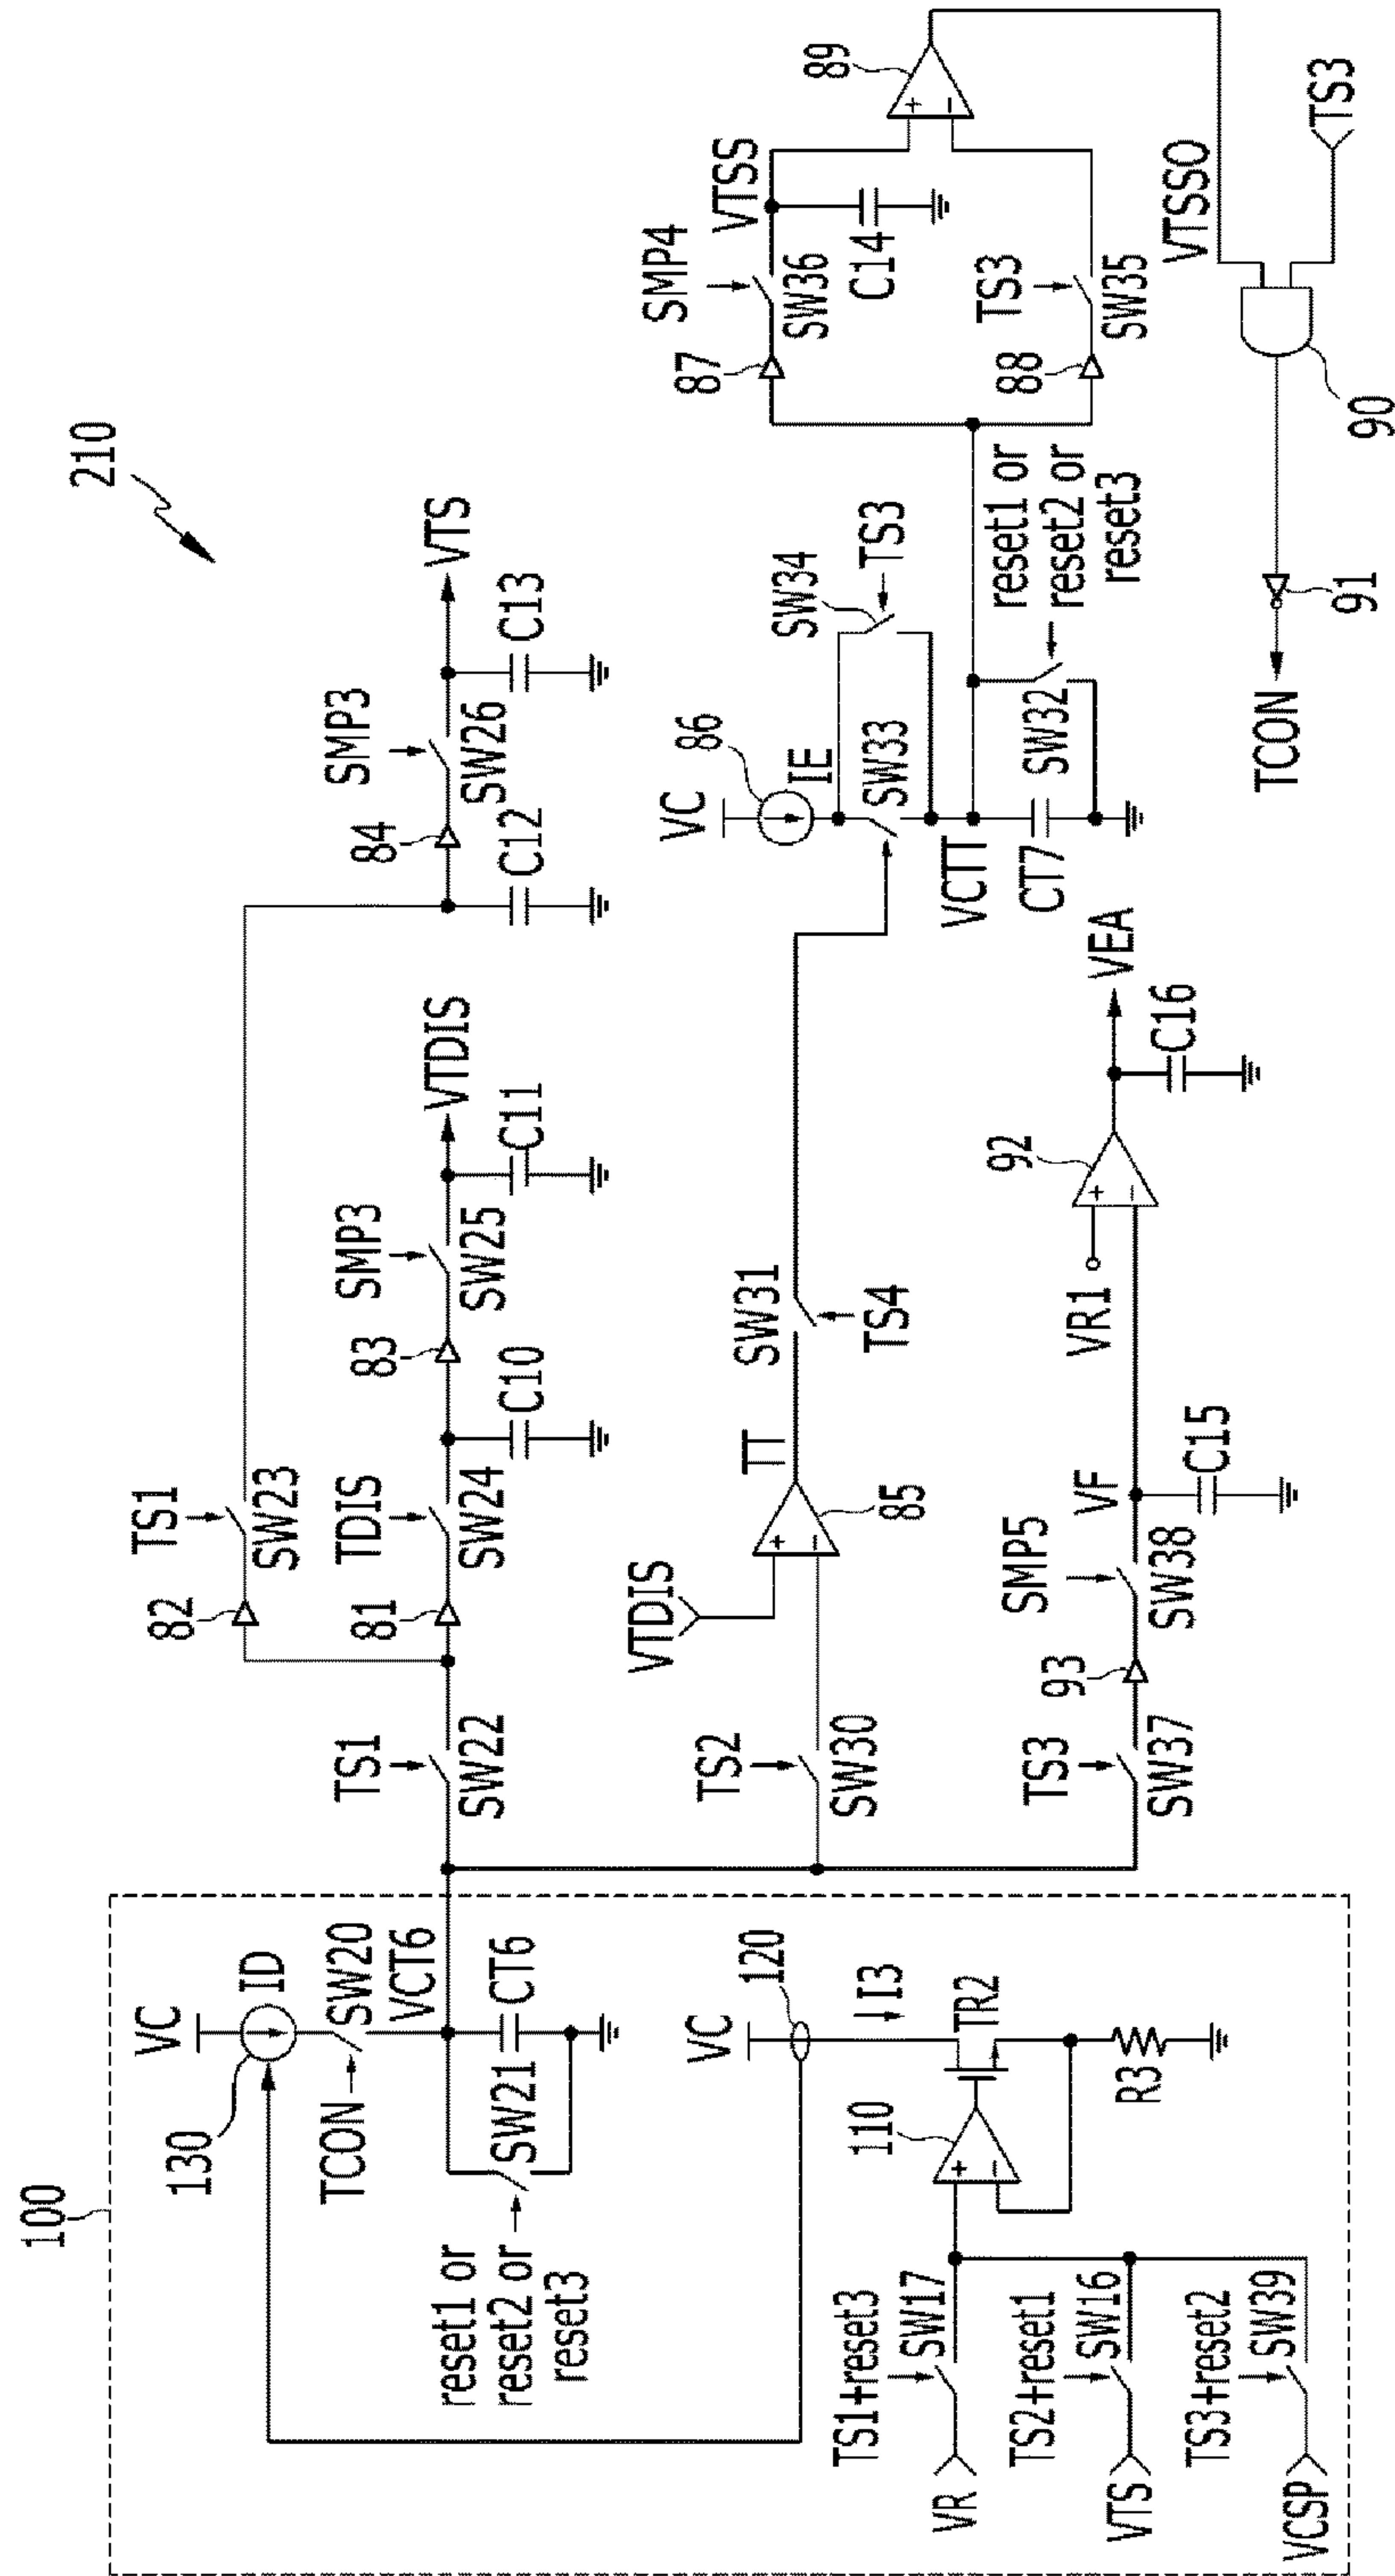 210
100
VC
130
ID
TCON
SW20
VCT6
CT6
SW21
reset1 or
reset2 or
reset3
VC
120
I3
TR2
110
+
−
R3
TS1+reset3
SW17
VR
TS2+reset1
SW16
VTS
TS3+reset2
SW39
VCSP
TS1
SW22
82
TS1
SW23
81
TDIS
SW24
C10
83
SMP3
SW25
C11
VTDIS
C12
84
SMP3
SW26
C13
VTS
TS2
SW30
VTDIS
+
−
85
TT
SW31
TS4
VC
86
IE
SW33
SW34
TS3
VCTT
CT7
SW32
reset1 or
reset2 or
reset3
87
SMP4
SW36
VTSS
C14
88
TS3
SW35
89
+
−
VTSSO
TS3
90
91
TCON
TS3
SW37
93
SMP5
SW38
VF
C15
VR1
+
−
92
VEA
C16